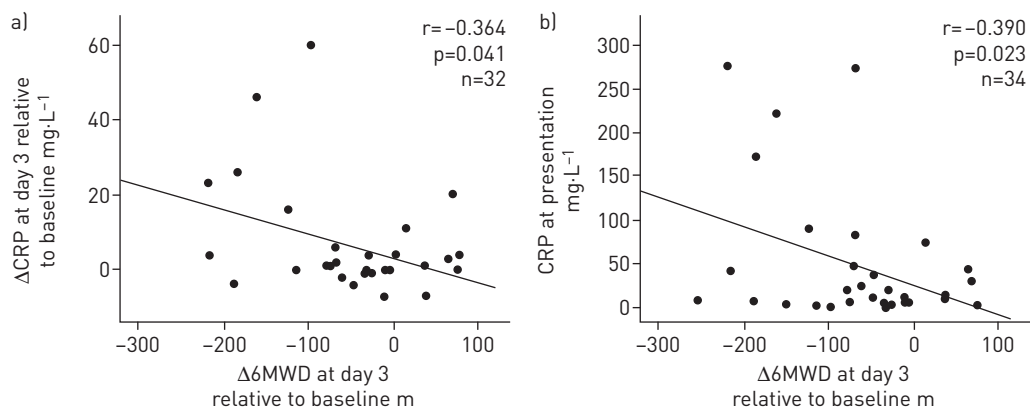 a)
r=–0.364
p=0.041
n=32
60
40
20
0
–300
–200
–100
0
100
ΔCRP at day 3 relative
to baseline mg·L–1
Δ6MWD at day 3
relative to baseline m
b)
r=–0.390
p=0.023
n=34
300
250
200
150
100
50
0
–300
–200
–100
0
100
CRP at presentation
mg·L–1
Δ6MWD at day 3
relative to baseline m